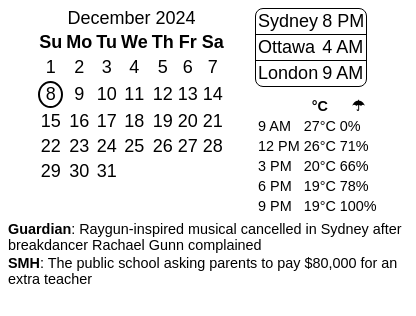 December 2024
Su Mo Tu We Th Fr Sa
1 2 3 4 5 6 7
8 9 10 11 12 13 14
15 16 17 18 19 20 21
22 23 24 25 26 27 28
29 30 31
Sydney 8 PM
Ottawa 4 AM
London 9 AM
°C ☂
9 AM 27°C 0%
12 PM 26°C 71%
3 PM 20°C 66%
6 PM 19°C 78%
9 PM 19°C 100%
Guardian: Raygun-inspired musical cancelled in Sydney after
breakdancer Rachael Gunn complained
SMH: The public school asking parents to pay $80,000 for an
extra teacher